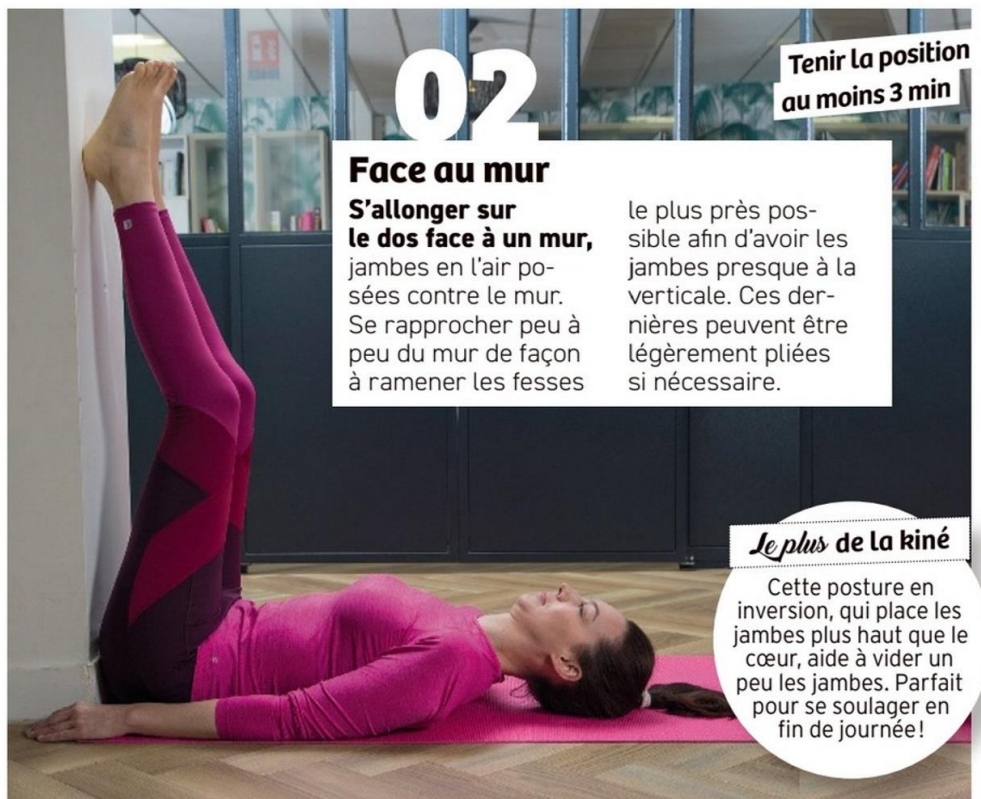 02
Tenir la position
au moins 3 min
Face au mur
S'allonger sur
le dos face à un mur,
jambes en l'air po-
sées contre le mur.
Se rapprocher peu à
peu du mur de façon
à ramener les fesses
le plus près pos-
sible afin d'avoir les
jambes presque à la
verticale. Ces der-
nières peuvent être
légèrement pliées
si nécessaire.
Le plus de la kiné
Cette posture en
inversion, qui place les
jambes plus haut que le
cœur, aide à vider un
peu les jambes. Parfait
pour se soulager en
fin de journée!